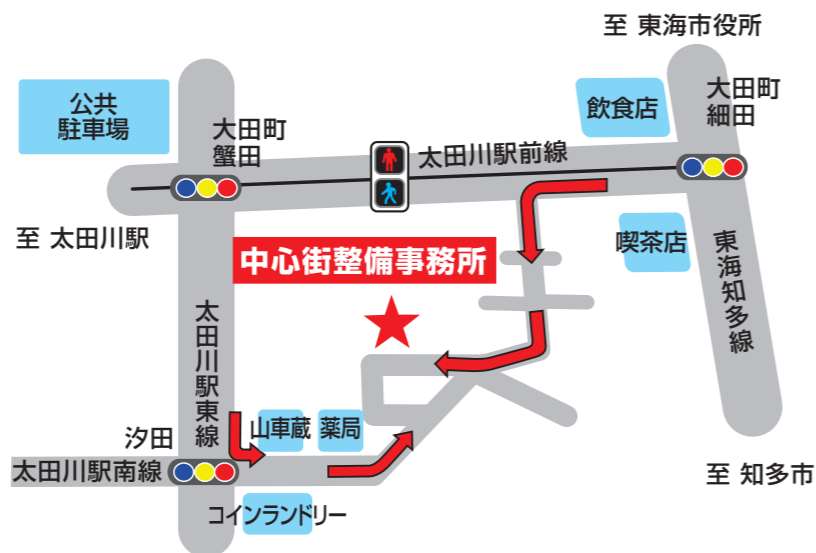 至 東海市役所
公共
駐車場
大田町
蟹田
飲食店
大田町
細田
太田川駅前線
至 太田川駅
中心街整備事務所
喫茶店
東海知多線
太田川駅東線
汐田
山車蔵
薬局
太田川駅南線
至 知多市
コインランドリー